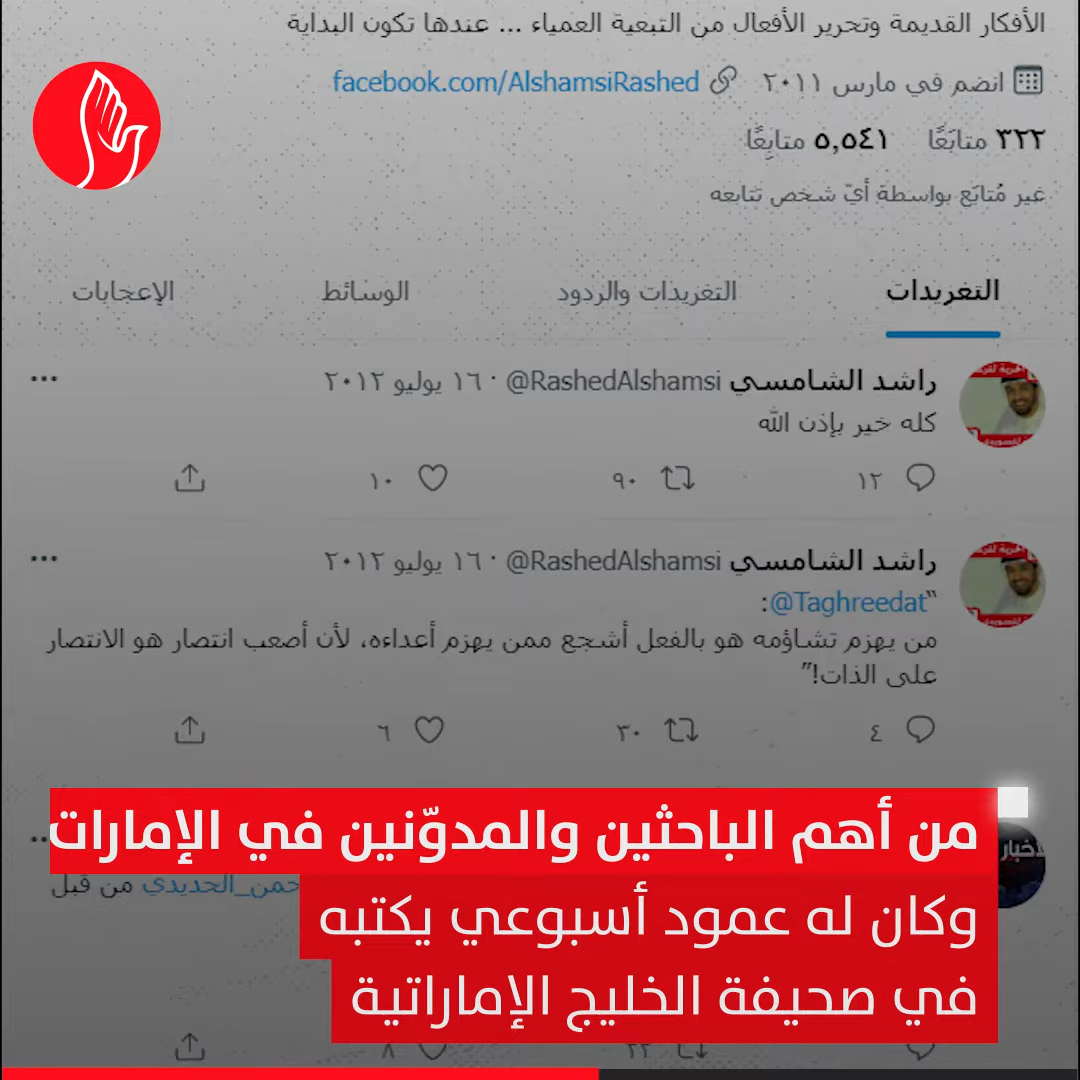 الأفكار القديمة وتحرير الأفعال من التبعية العمياء ... عندها تكون البداية
انضم في مارس ٢٠١١ facebook.com/AlshamsiRashed
٣٢٢ متابَعًا ٥,٥٤١ متابِعًا
غير مُتابَع بواسطة أيّ شخص تتابعه
التغريدات التغريدات والردود الوسائط الإعجابات
راشد الشامسي @RashedAlshamsi · ١٦ يوليو ٢٠١٢
كله خير بإذن الله
١٢ ٩٠ ١٠
راشد الشامسي @RashedAlshamsi · ١٦ يوليو ٢٠١٢
“@Taghreedat:
من يهزم تشاؤمه هو بالفعل أشجع ممن يهزم أعداءه، لأن أصعب انتصار هو الانتصار
على الذات!”
٤ ٣٠ ٦
من أهم الباحثين والمدوّنين في الإمارات
حمن_الحديدي من قبل
وكان له عمود أسبوعي يكتبه
في صحيفة الخليج الإماراتية
٢٣ ٨